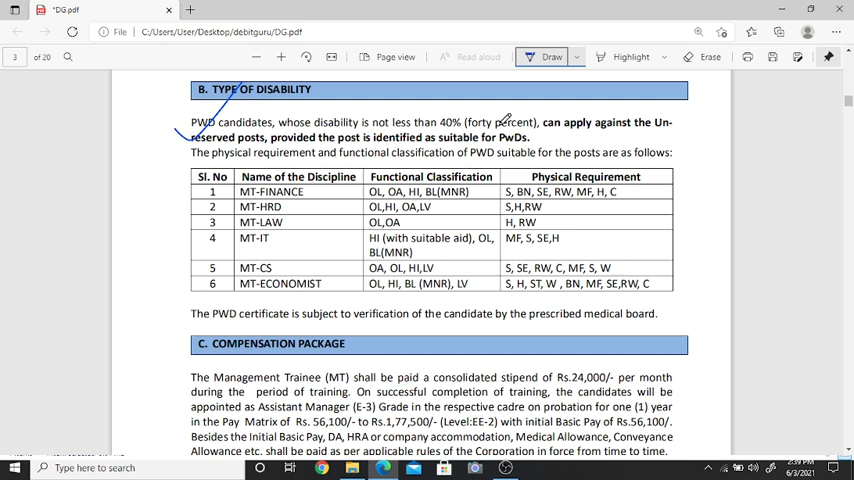 *DG.pdf
File C:/Users/User/Desktop/debitguru/DG.pdf
3 of 20 Page view Read aloud Draw Highlight Erase
B. TYPE OF DISABILITY
PWD candidates, whose disability is not less than 40% (forty percent), can apply against the Un-
reserved posts, provided the post is identified as suitable for PwDs.
The physical requirement and functional classification of PWD suitable for the posts are as follows:
Sl. No Name of the Discipline Functional Classification Physical Requirement
1 MT-FINANCE OL, OA, HI, BL(MNR) S, BN, SE, RW, MF, H, C
2 MT-HRD OL,HI, OA,LV S,H,RW
3 MT-LAW OL,OA H, RW
4 MT-IT HI (with suitable aid), OL, MF, S, SE,H
BL(MNR)
5 MT-CS OA, OL, HI,LV S, SE, RW, C, MF, S, W
6 MT-ECONOMIST OL, HI, BL (MNR), LV S, H, ST, W , BN, MF, SE,RW, C
The PWD certificate is subject to verification of the candidate by the prescribed medical board.
C. COMPENSATION PACKAGE
The Management Trainee (MT) shall be paid a consolidated stipend of Rs.24,000/- per month
during the period of training. On successful completion of training, the candidates will be
appointed as Assistant Manager (E-3) Grade in the respective cadre on probation for one (1) year
in the Pay Matrix of Rs. 56,100/- to Rs.1,77,500/- (Level:EE-2) with initial Basic Pay of Rs.56,100/.
Besides the Initial Basic Pay, DA, HRA or company accommodation, Medical Allowance, Conveyance
Allowance etc. shall be paid as per applicable rules of the Corporation in force from time to time.
Type here to search
2:39 PM
6/3/2021